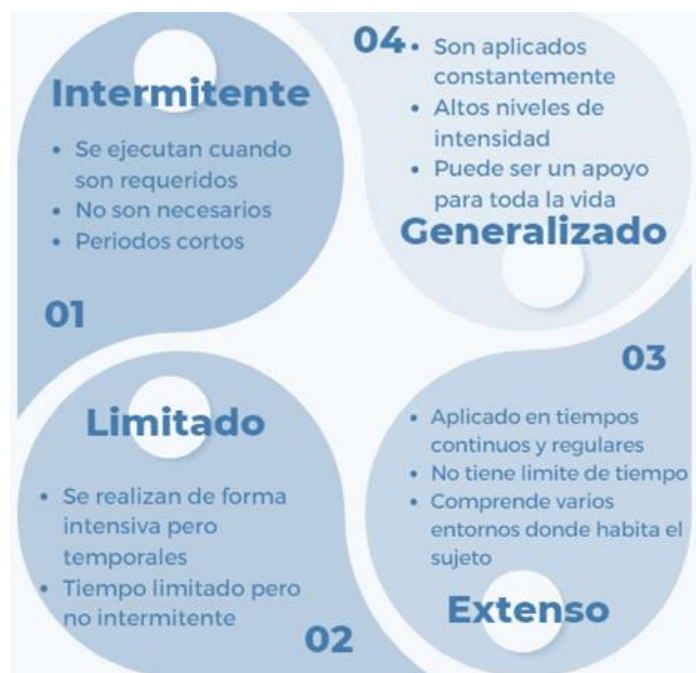 Intermitente
• Se ejecutan cuando
son requeridos
• No son necesarios
• Periodos cortos
01
Limitado
• Se realizan de forma
intensiva pero
temporales
• Tiempo limitado pero
no intermitente
02
03
• Aplicado en tiempos
continuos y regulares
• No tiene limite de tiempo
• Comprende varios
entornos donde habita el
sujeto
Extenso
04
• Son aplicados
constantemente
• Altos niveles de
intensidad
• Puede ser un apoyo
para toda la vida
Generalizado